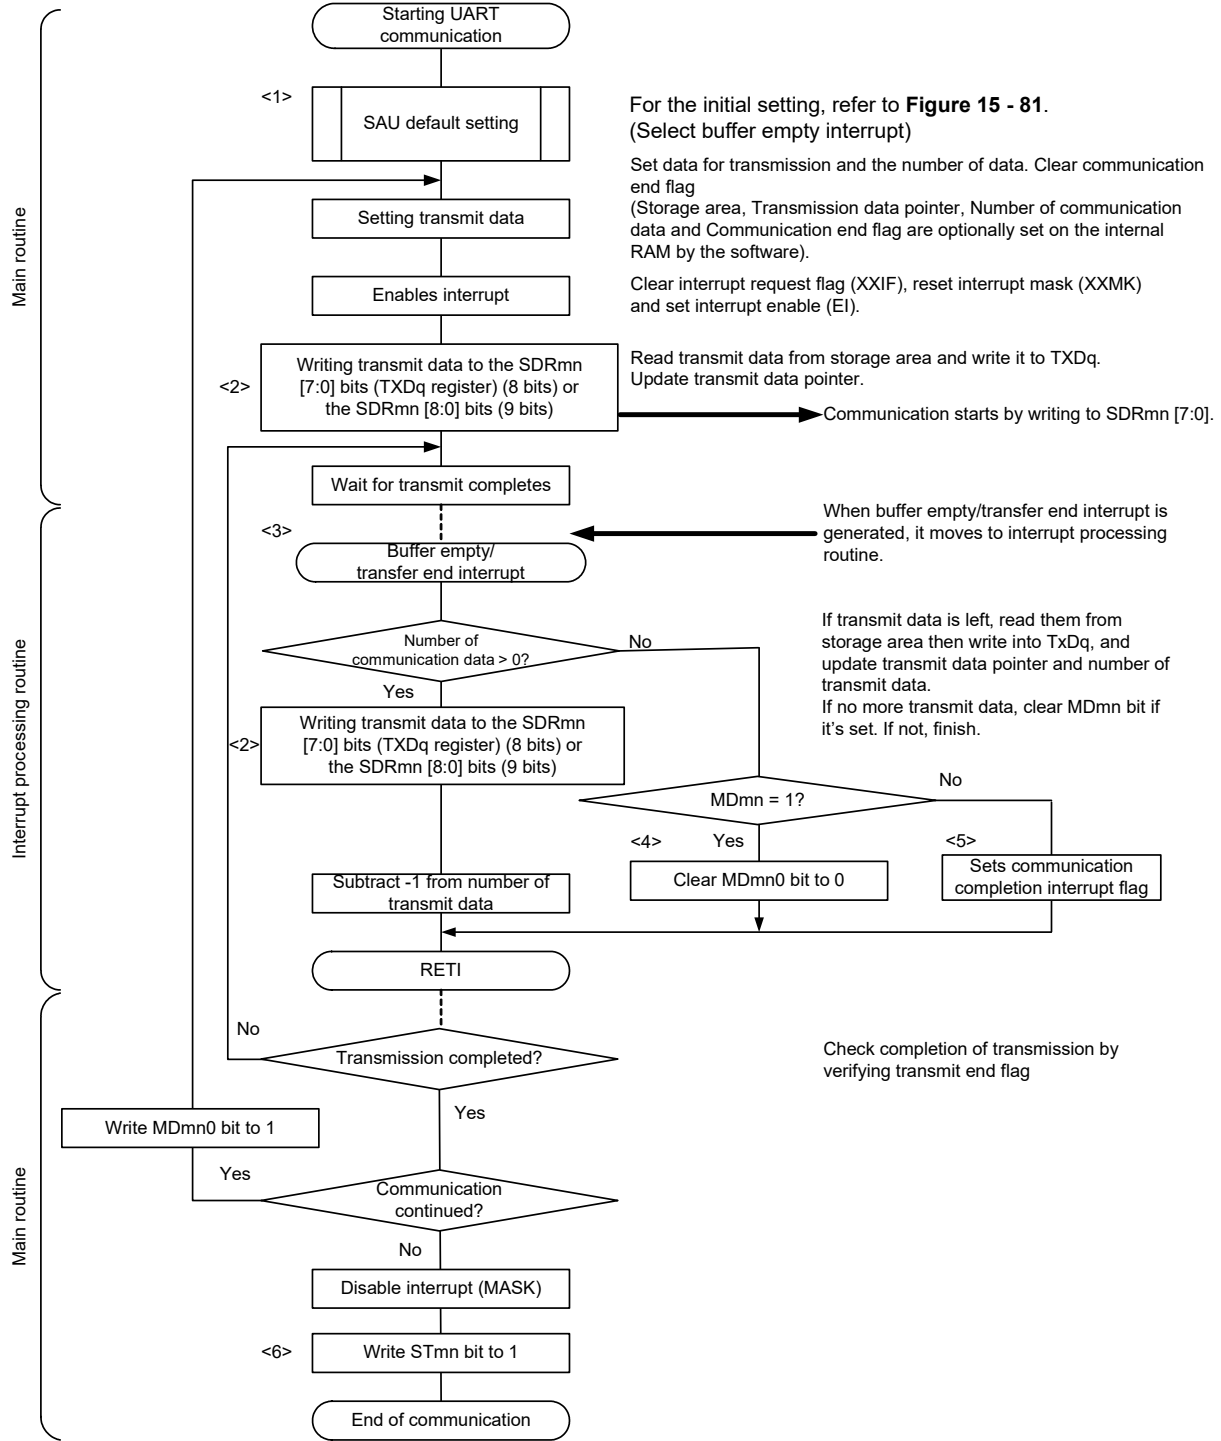 Starting UART
communication
<1>
SAU default setting
For the initial setting, refer to Figure 15 - 81.
(Select buffer empty interrupt)
Set data for transmission and the number of data. Clear communication
end flag
(Storage area, Transmission data pointer, Number of communication
data and Communication end flag are optionally set on the internal
RAM by the software).
Setting transmit data
Main routine
Enables interrupt
Clear interrupt request flag (XXIF), reset interrupt mask (XXMK)
and set interrupt enable (EI).
<2>
Writing transmit data to the SDRmn
[7:0] bits (TXDq register) (8 bits) or
the SDRmn [8:0] bits (9 bits)
Read transmit data from storage area and write it to TXDq.
Update transmit data pointer.
Communication starts by writing to SDRmn [7:0].
Wait for transmit completes
<3>
Buffer empty/
transfer end interrupt
When buffer empty/transfer end interrupt is
generated, it moves to interrupt processing
routine.
Number of
communication data > 0?
No
Yes
If transmit data is left, read them from
storage area then write into TxDq, and
update transmit data pointer and number of
transmit data.
If no more transmit data, clear MDmn bit if
it's set. If not, finish.
Interrupt processing routine
<2>
Writing transmit data to the SDRmn
[7:0] bits (TXDq register) (8 bits) or
the SDRmn [8:0] bits (9 bits)
MDmn = 1?
No
<4>
Yes
<5>
Clear MDmn0 bit to 0
Sets communication
completion interrupt flag
Subtract -1 from number of
transmit data
RETI
No
Transmission completed?
Check completion of transmission by
verifying transmit end flag
Yes
Write MDmn0 bit to 1
Yes
Communication
continued?
Main routine
No
Disable interrupt (MASK)
<6>
Write STmn bit to 1
End of communication